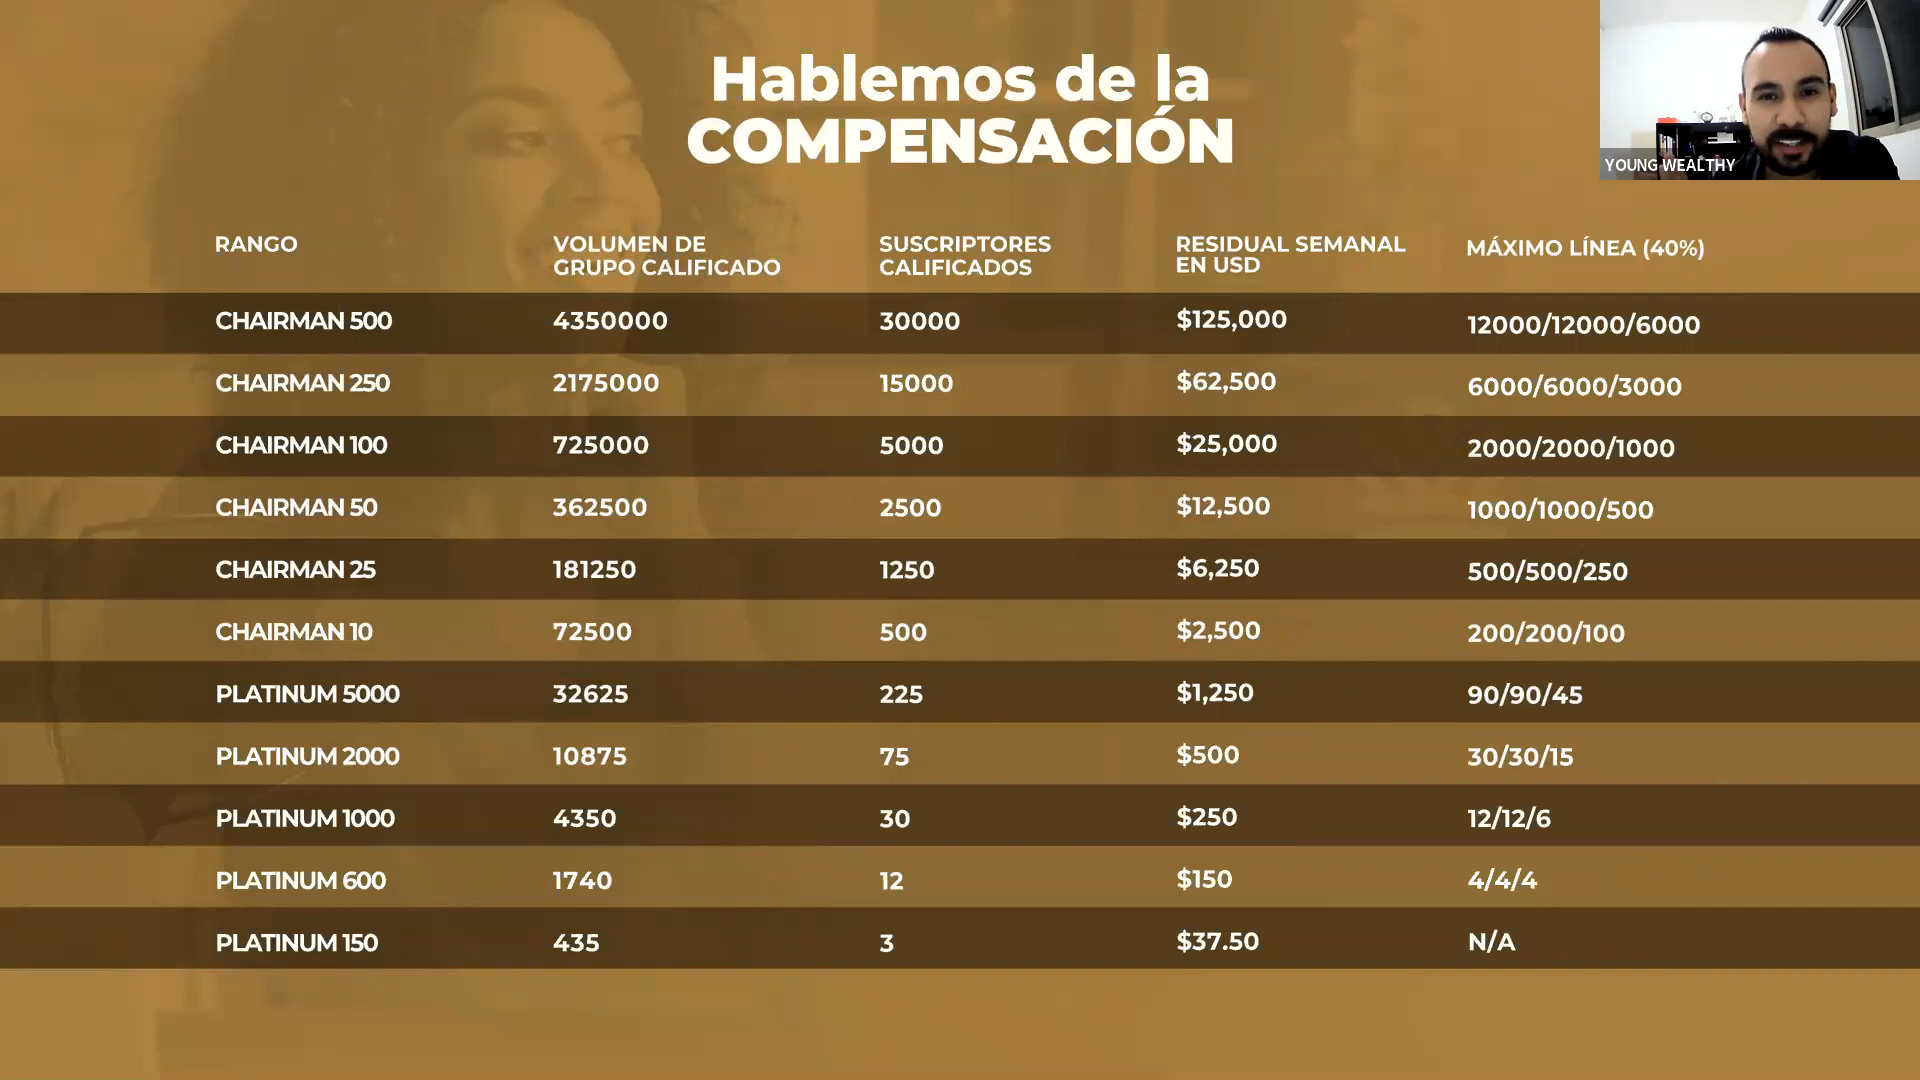 Hablemos de la
COMPENSACIÓN
YOUNG WEALTHY
RANGO
VOLUMEN DE
GRUPO CALIFICADO
SUSCRIPTORES
CALIFICADOS
RESIDUAL SEMANAL
EN USD
MÁXIMO LÍNEA (40%)
CHAIRMAN 500 4350000 30000 $125,000 12000/12000/6000
CHAIRMAN 250 2175000 15000 $62,500 6000/6000/3000
CHAIRMAN 100 725000 5000 $25,000 2000/2000/1000
CHAIRMAN 50 362500 2500 $12,500 1000/1000/500
CHAIRMAN 25 181250 1250 $6,250 500/500/250
CHAIRMAN 10 72500 500 $2,500 200/200/100
PLATINUM 5000 32625 225 $1,250 90/90/45
PLATINUM 2000 10875 75 $500 30/30/15
PLATINUM 1000 4350 30 $250 12/12/6
PLATINUM 600 1740 12 $150 4/4/4
PLATINUM 150 435 3 $37.50 N/A